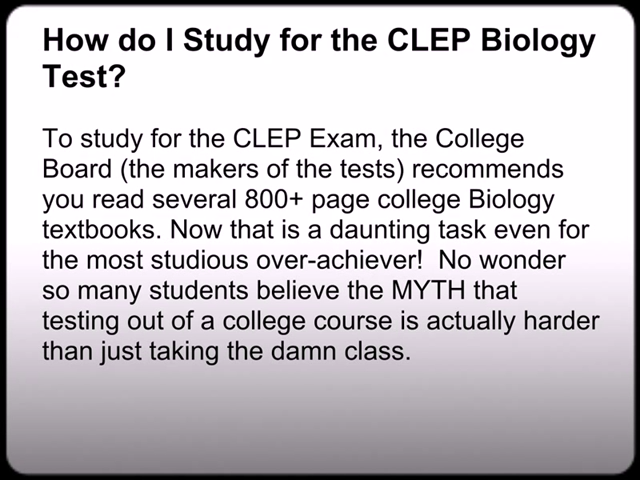 How do I Study for the CLEP Biology
Test?
To study for the CLEP Exam, the College
Board (the makers of the tests) recommends
you read several 800+ page college Biology
textbooks. Now that is a daunting task even for
the most studious over-achiever!  No wonder
so many students believe the MYTH that
testing out of a college course is actually harder
than just taking the damn class.